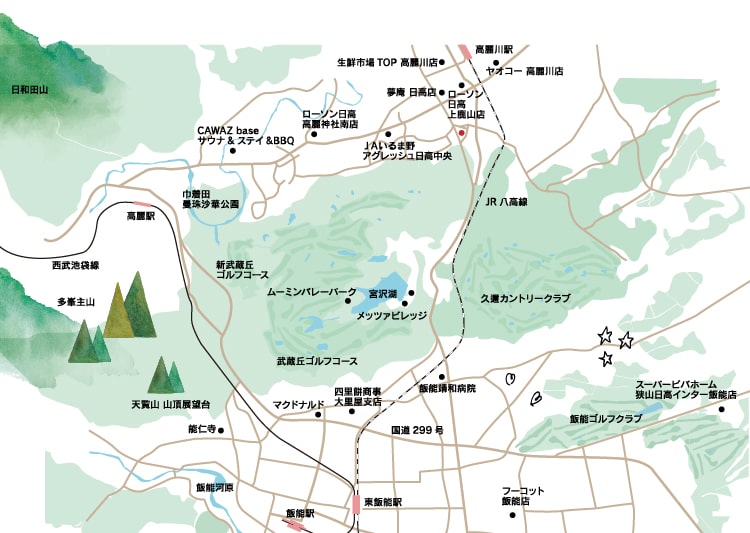 高麗川駅
生鮮市場 TOP 高麗川店
ヤオコー 高麗川店
日和田山
夢庵 日高店
ローソン
日高
上鹿山店
ローソン日高
高麗神社南店
CAWAZ base
サウナ & ステイ &BBQ
JAいるま野
アグレッシュ日高中央
巾着田
曼珠沙華公園
JR 八高線
高麗駅
西武池袋線
新武蔵丘
ゴルフコース
ムーミンバレーパーク
宮沢湖
久邇カントリークラブ
多峯主山
メッツァビレッジ
武蔵丘ゴルフコース
スーパービバホーム
狭山日高インター飯能店
飯能靖和病院
四里餅商事
大里屋支店
天覧山 山頂展望台
マクドナルド
飯能ゴルフクラブ
能仁寺
国道 299 号
飯能河原
フーコット
飯能店
東飯能駅
飯能駅